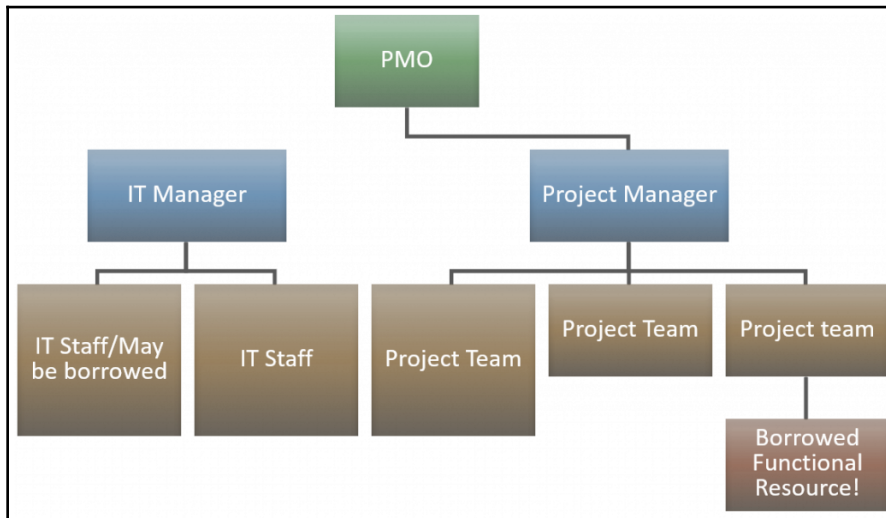 PMO
IT Manager
Project Manager
IT Staff/May
be borrowed
IT Staff
Project Team
Project Team
Project team
Borrowed
Functional
Resource!